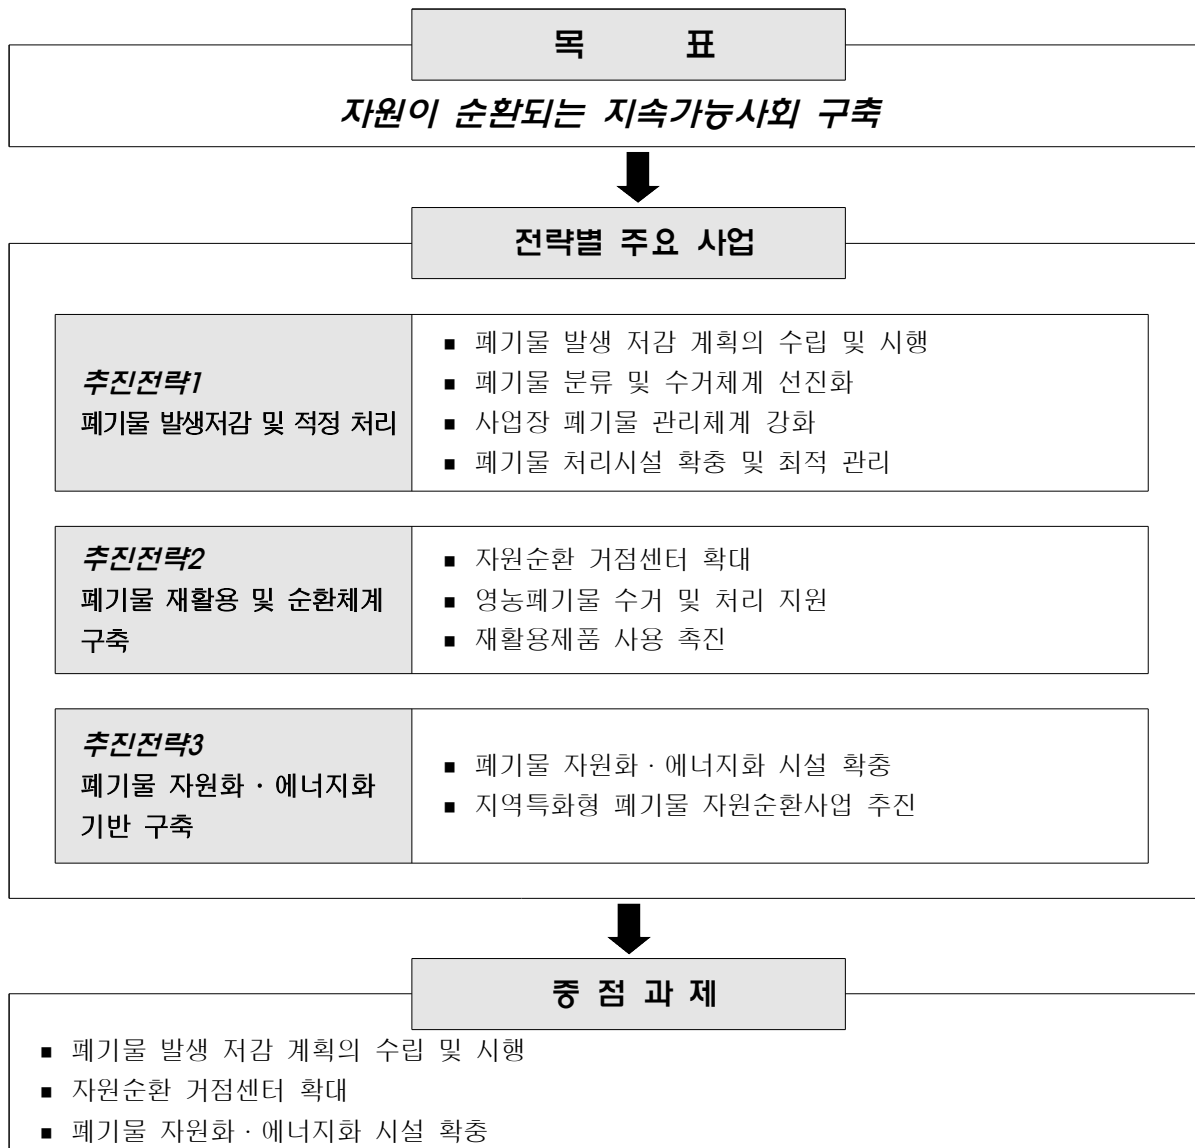 목 표
자원이 순환되는 지속가능사회 구축
전략별 주요 사업
추진전략1
폐기물 발생저감 및 적정 처리
▪ 폐기물 발생 저감 계획의 수립 및 시행
▪ 폐기물 분류 및 수거체계 선진화
▪ 사업장 폐기물 관리체계 강화
▪ 폐기물 처리시설 확충 및 최적 관리
추진전략2
폐기물 재활용 및 순환체계
구축
▪ 자원순환 거점센터 확대
▪ 영농폐기물 수거 및 처리 지원
▪ 재활용제품 사용 촉진
추진전략3
폐기물 자원화·에너지화
기반 구축
▪ 폐기물 자원화·에너지화 시설 확충
▪ 지역특화형 폐기물 자원순환사업 추진
중 점 과 제
▪ 폐기물 발생 저감 계획의 수립 및 시행
▪ 자원순환 거점센터 확대
▪ 폐기물 자원화·에너지화 시설 확충